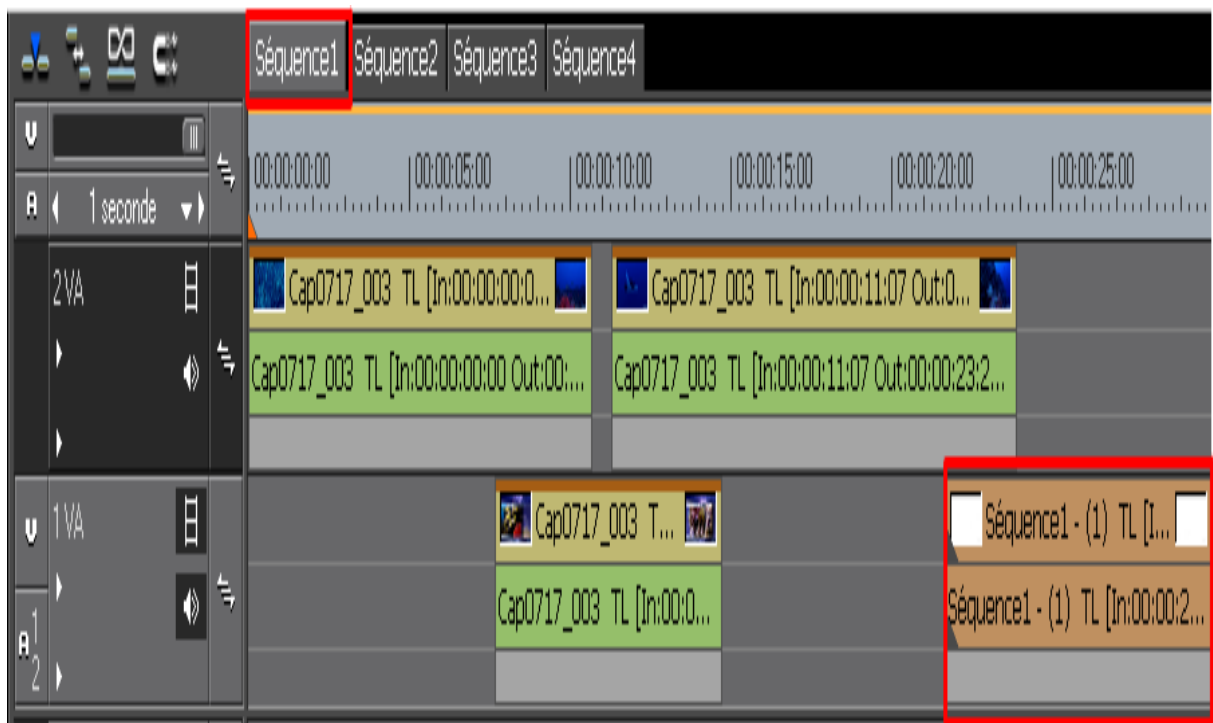 Séquence1 Séquence2 Séquence3 Séquence4
V
00:00:00:00 00:00:05:00 00:00:10:00 00:00:15:00 00:00:20:00 00:00:25:00
A 1 seconde
2 VA
Cap0717_003 TL [In:00:00:00:0... Cap0717_003 TL [In:00:00:11:07 Out:0...
Cap0717_003 TL [In:00:00:00:00 Out:00:... Cap0717_003 TL [In:00:00:11:07 Out:00:00:23:2...
V 1 VA
Cap0717_003 T... Séquence1 - (1) TL [I...
Cap0717_003 TL [In:00:0... Séquence1 - (1) TL [In:00:00:2...
A 1
2